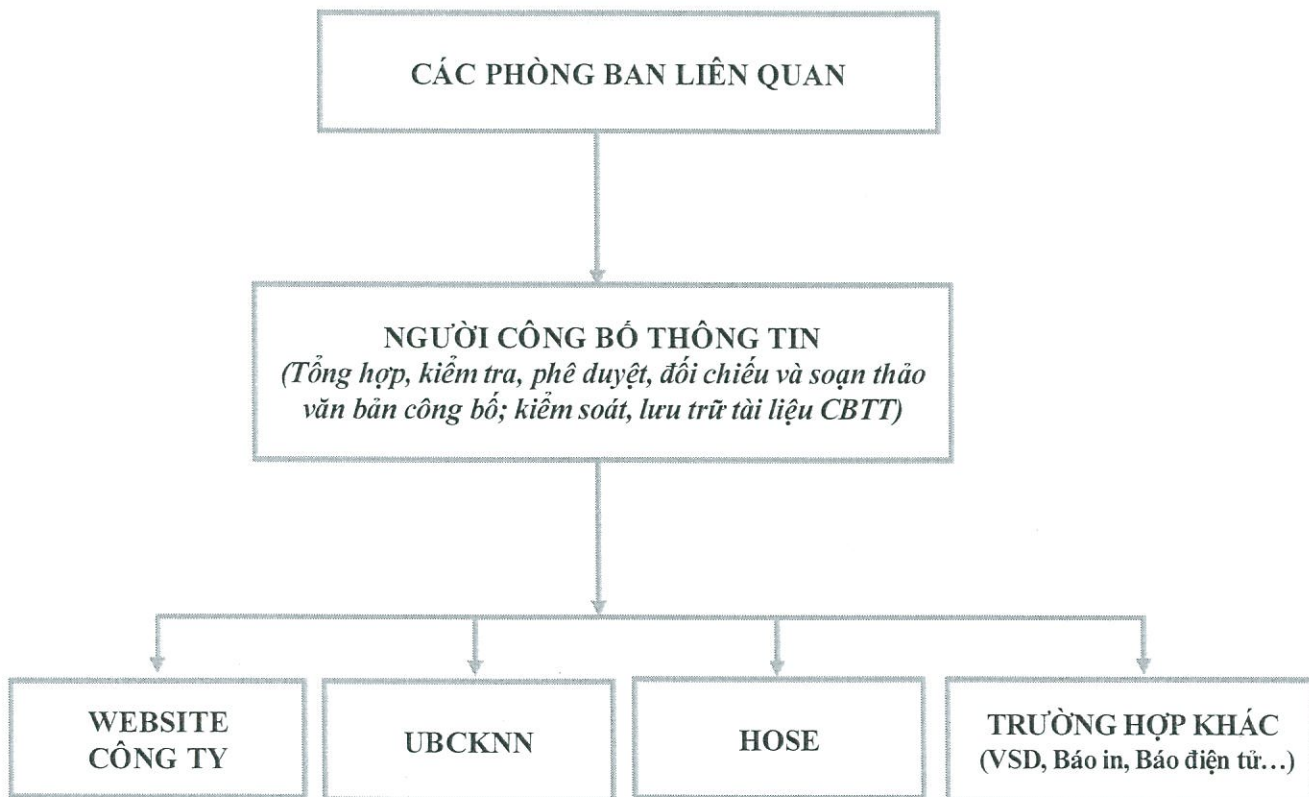 CÁC PHÒNG BAN LIÊN QUAN
NGƯỜI CÔNG BỐ THÔNG TIN
(Tổng hợp, kiểm tra, phê duyệt, đối chiếu và soạn thảo
văn bản công bố; kiểm soát, lưu trữ tài liệu CBTT)
WEBSITE
CÔNG TY
UBCKNN
HOSE
TRƯỜNG HỢP KHÁC
(VSD, Báo in, Báo điện tử...)